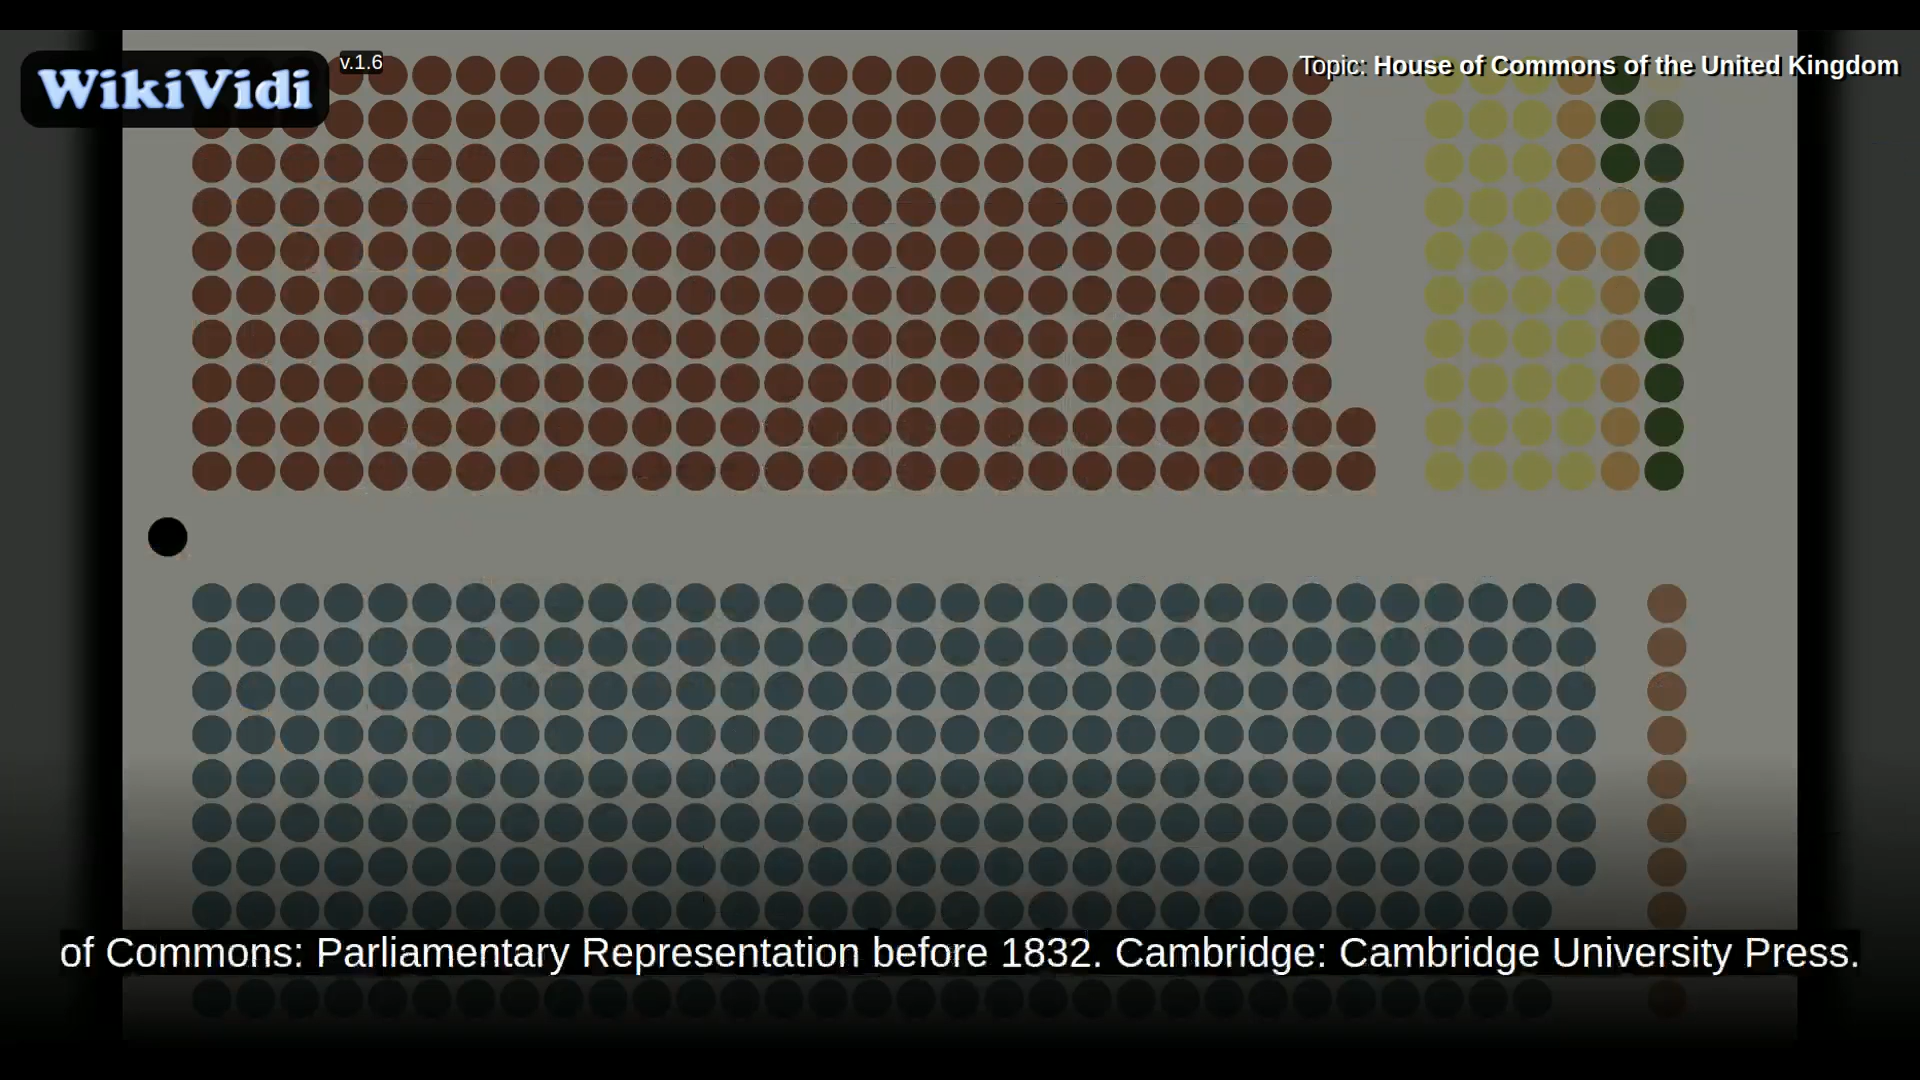 WikiVidi
v.1.6
Topic: House of Commons of the United Kingdom
of Commons: Parliamentary Representation before 1832. Cambridge: Cambridge University Press.